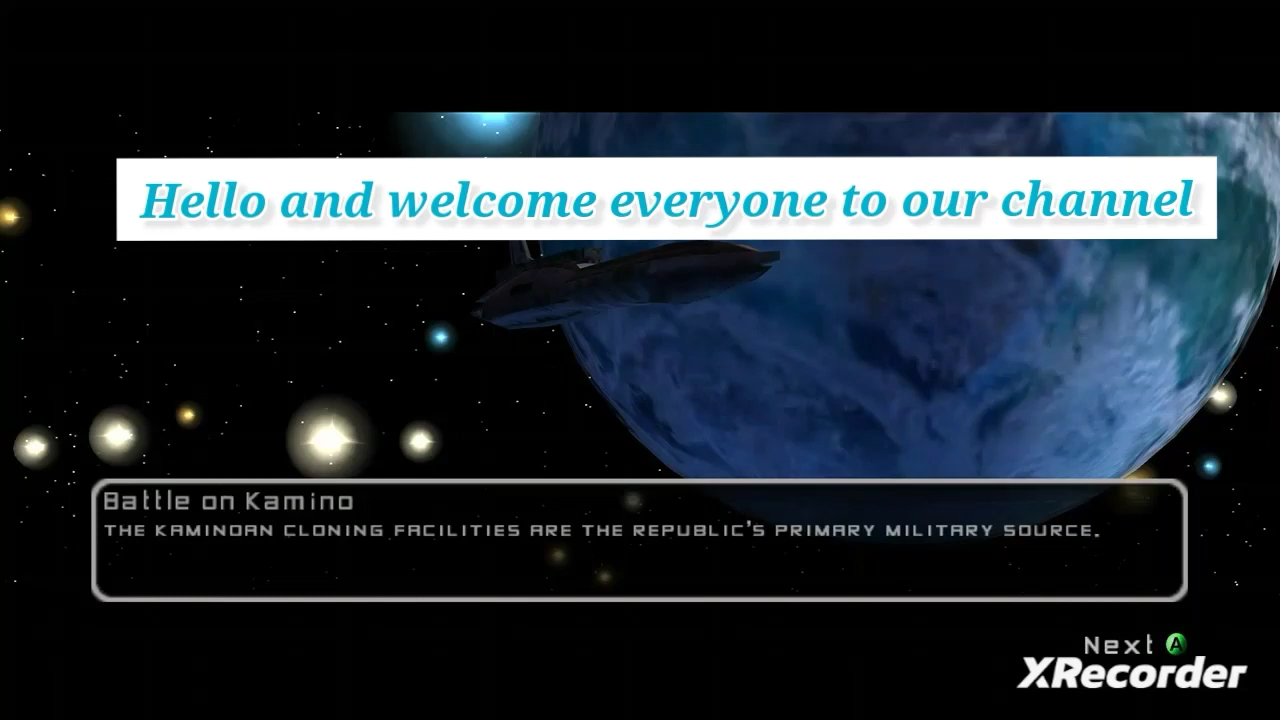 Hello and welcome everyone to our channel
Battle on Kamino
THE KAMINOAN CLONING FACILITIES ARE THE REPUBLIC'S PRIMARY MILITARY SOURCE.
Next A
XRecorder